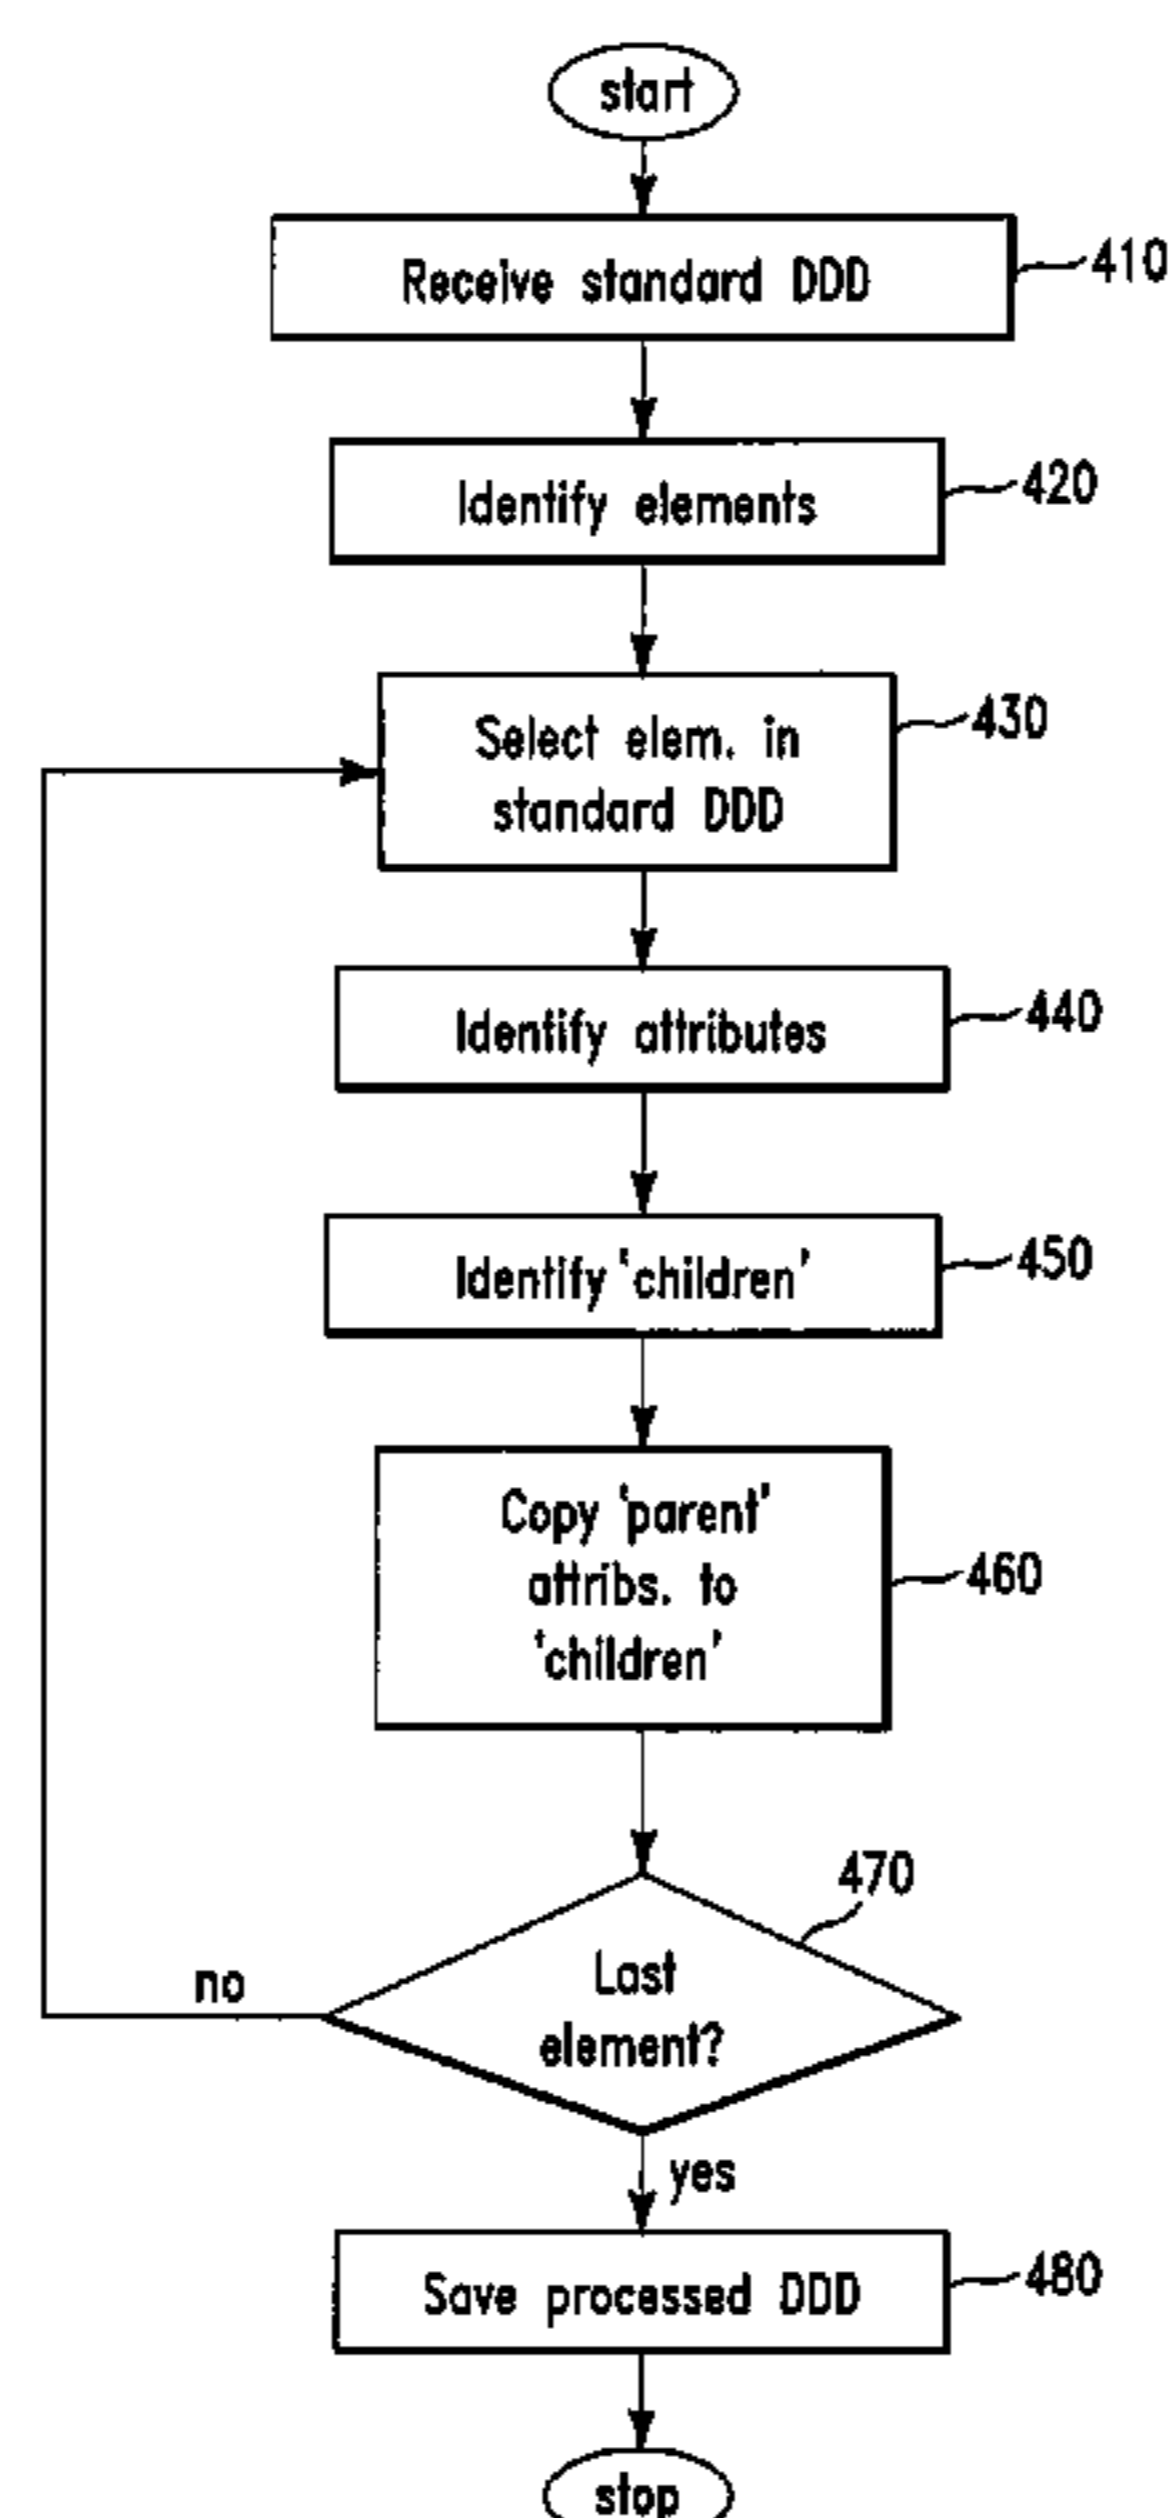 start
Receive standard DDD
410
Identify elements
420
Select elem. in
standard DDD
430
Identify attributes
440
Identify 'children'
450
Copy 'parent'
attribs. to
'children'
460
470
Last
element?
no
yes
Save processed DDD
480
stop